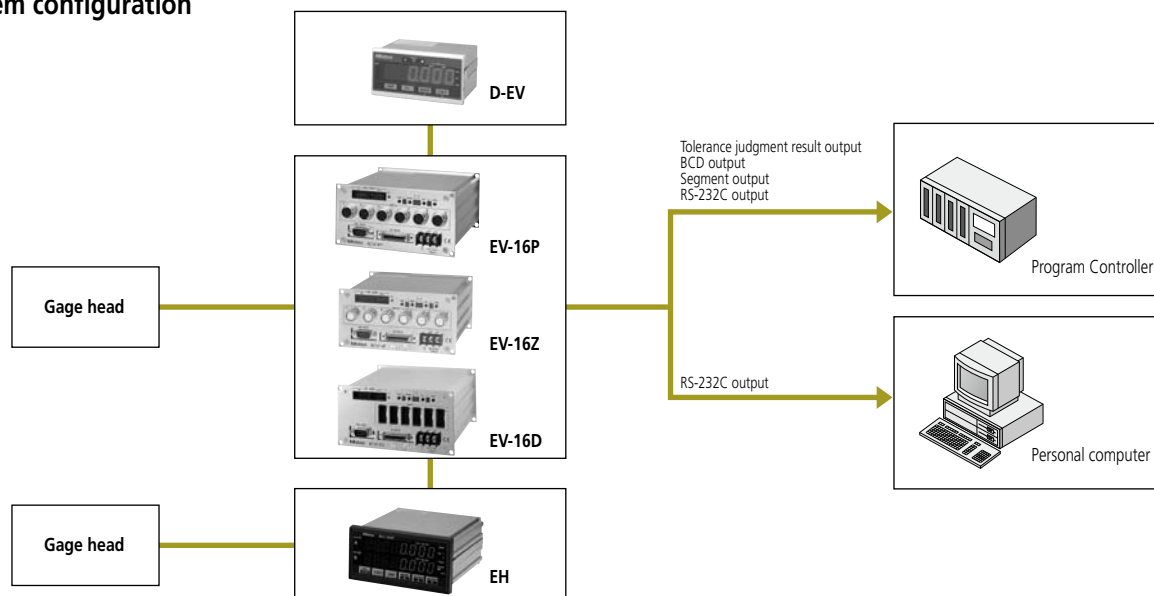 em configuration
D-EV
Tolerance judgment result output
BCD output
Segment output
RS-232C output
EV-16P
Program Controller
Gage head
EV-16Z
RS-232C output
EV-16D
Personal computer
Gage head
EH